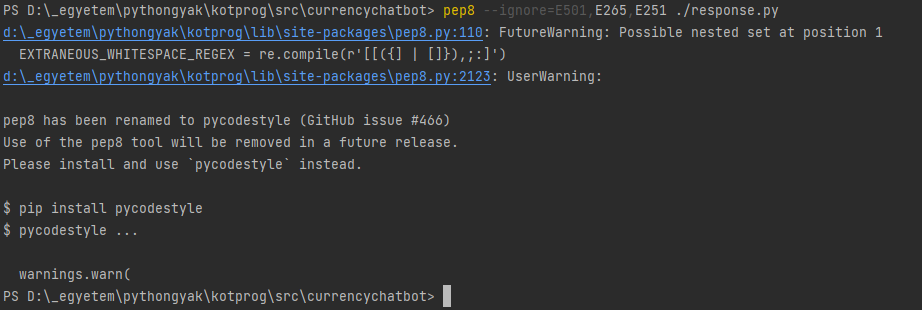 PS D:\_egyetem\pythongyak\kotprog\src\currencychatbot> pep8 --ignore=E501,E265,E251 ./response.py
d:\_egyetem\pythongyak\kotprog\lib\site-packages\pep8.py:110: FutureWarning: Possible nested set at position 1
  EXTRANEOUS_WHITESPACE_REGEX = re.compile(r'[[({] | []}),;:]')
d:\_egyetem\pythongyak\kotprog\lib\site-packages\pep8.py:2123: UserWarning:

pep8 has been renamed to pycodestyle (GitHub issue #466)
Use of the pep8 tool will be removed in a future release.
Please install and use `pycodestyle` instead.

$ pip install pycodestyle
$ pycodestyle ...

  warnings.warn(
PS D:\_egyetem\pythongyak\kotprog\src\currencychatbot>